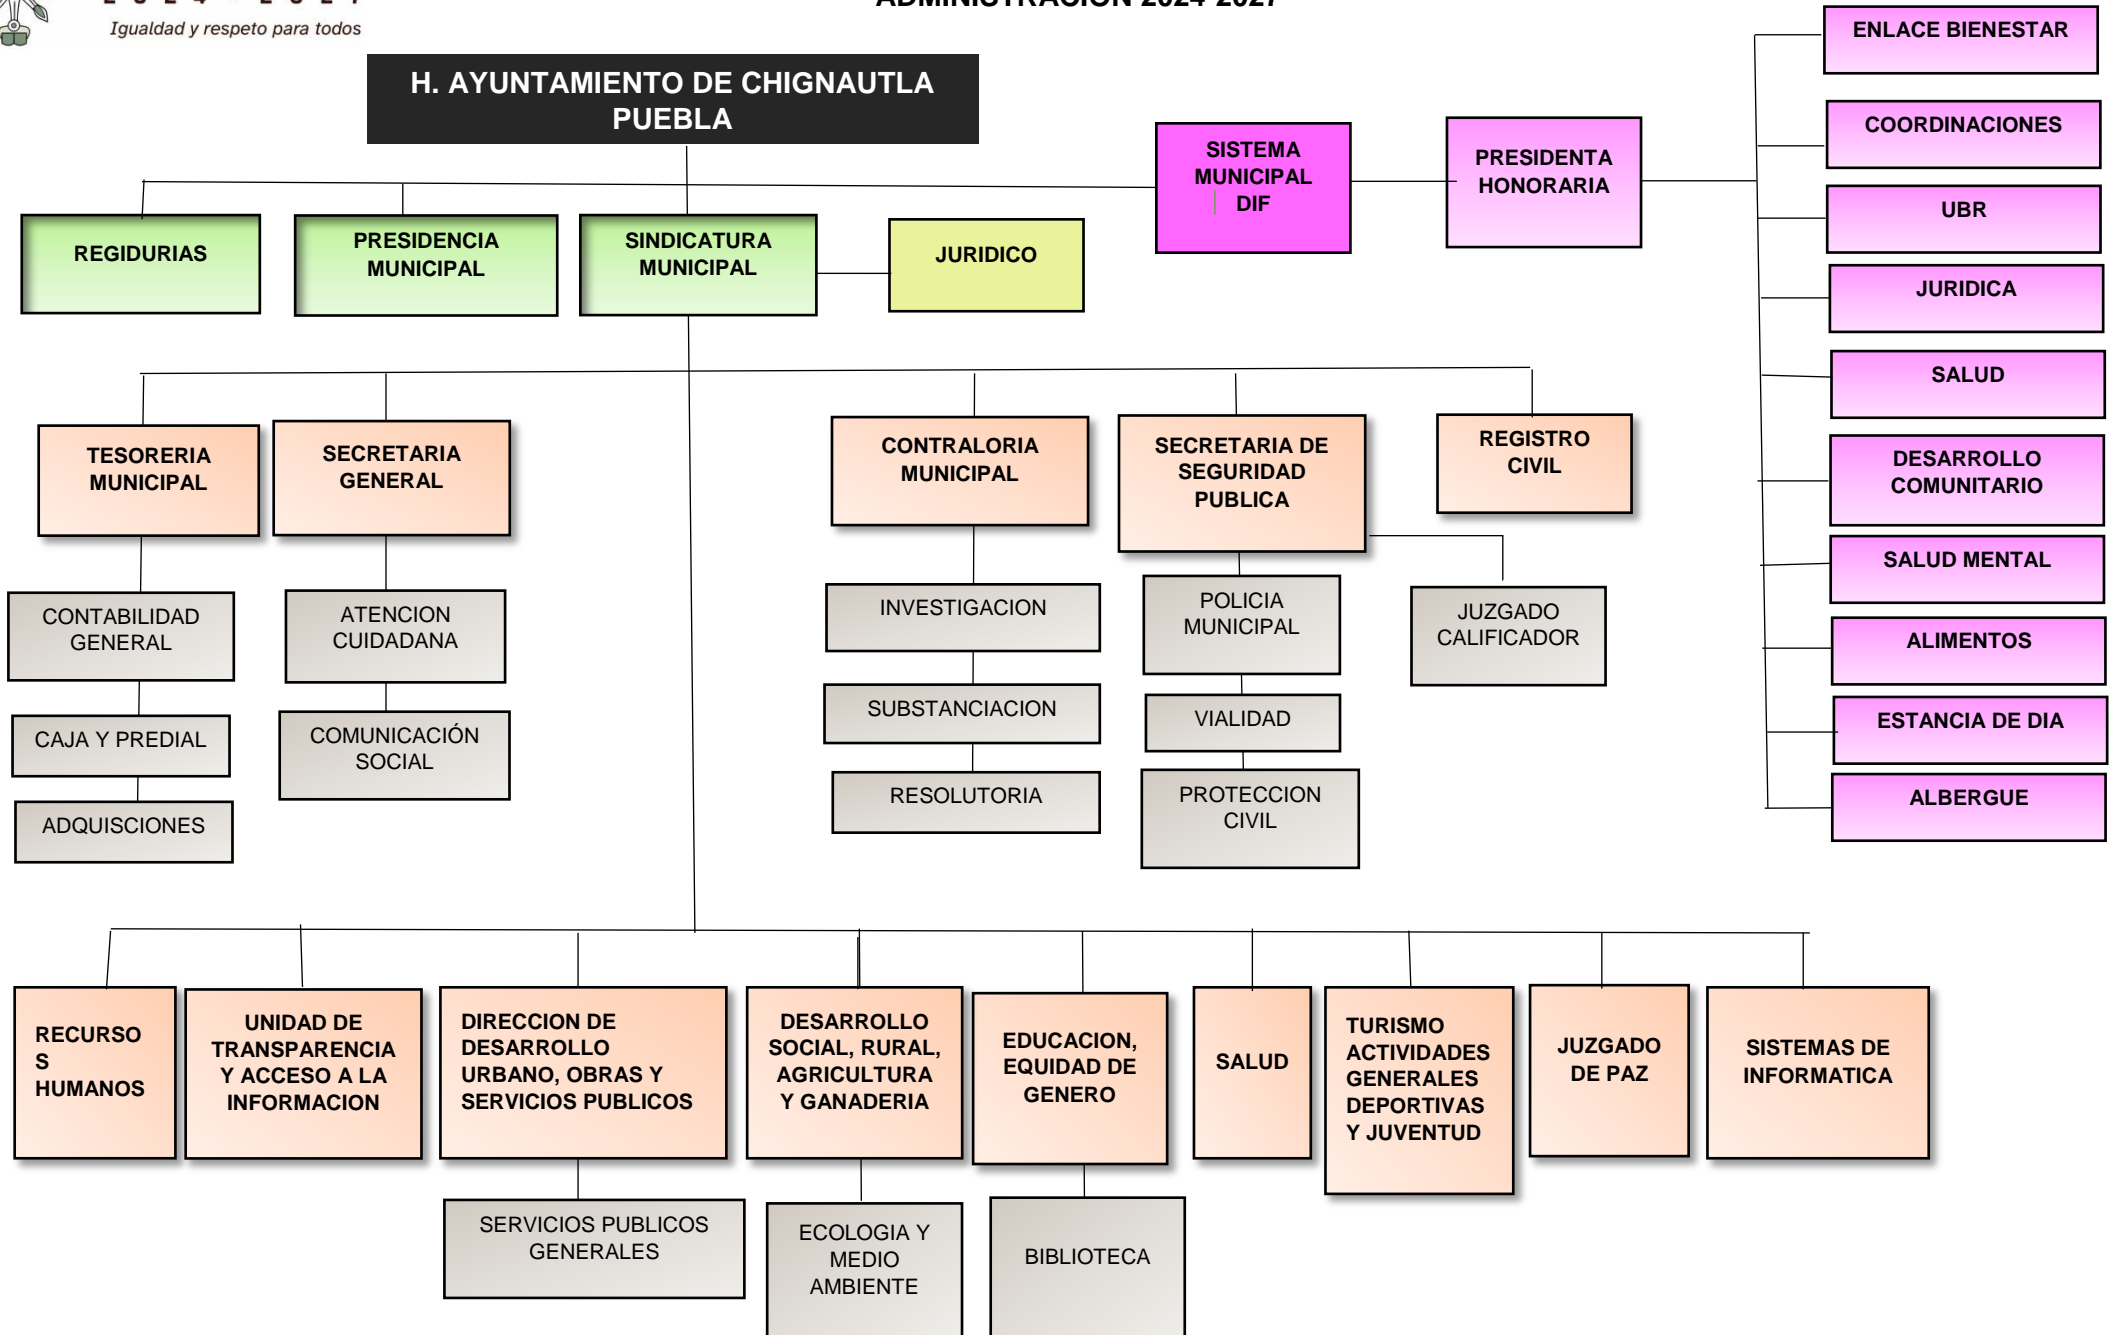 2024-2027
Igualdad y respeto para todos
ADMINISTRACION 2024-2027
H. AYUNTAMIENTO DE CHIGNAUTLA
PUEBLA
ENLACE BIENESTAR
COORDINACIONES
UBR
JURIDICA
SALUD
DESARROLLO
COMUNITARIO
SALUD MENTAL
ALIMENTOS
ESTANCIA DE DIA
ALBERGUE
SISTEMA
MUNICIPAL
DIF
PRESIDENTA
HONORARIA
REGIDURIAS
PRESIDENCIA
MUNICIPAL
SINDICATURA
MUNICIPAL
JURIDICO
TESORERIA
MUNICIPAL
SECRETARIA
GENERAL
CONTRALORIA
MUNICIPAL
SECRETARIA DE
SEGURIDAD
PUBLICA
REGISTRO
CIVIL
CONTABILIDAD
GENERAL
CAJA Y PREDIAL
ADQUISCIONES
ATENCION
CUIDADANA
COMUNICACIÓN
SOCIAL
INVESTIGACION
SUBSTANCIACION
RESOLUTORIA
POLICIA
MUNICIPAL
VIALIDAD
PROTECCION
CIVIL
JUZGADO
CALIFICADOR
RECURSO
S
HUMANOS
UNIDAD DE
TRANSPARENCIA
Y ACCESO A LA
INFORMACION
DIRECCION DE
DESARROLLO
URBANO, OBRAS Y
SERVICIOS PUBLICOS
DESARROLLO
SOCIAL, RURAL,
AGRICULTURA
Y GANADERIA
EDUCACION,
EQUIDAD DE
GENERO
SALUD
TURISMO
ACTIVIDADES
GENERALES
DEPORTIVAS
Y JUVENTUD
JUZGADO
DE PAZ
SISTEMAS DE
INFORMATICA
SERVICIOS PUBLICOS
GENERALES
ECOLOGIA Y
MEDIO
AMBIENTE
BIBLIOTECA